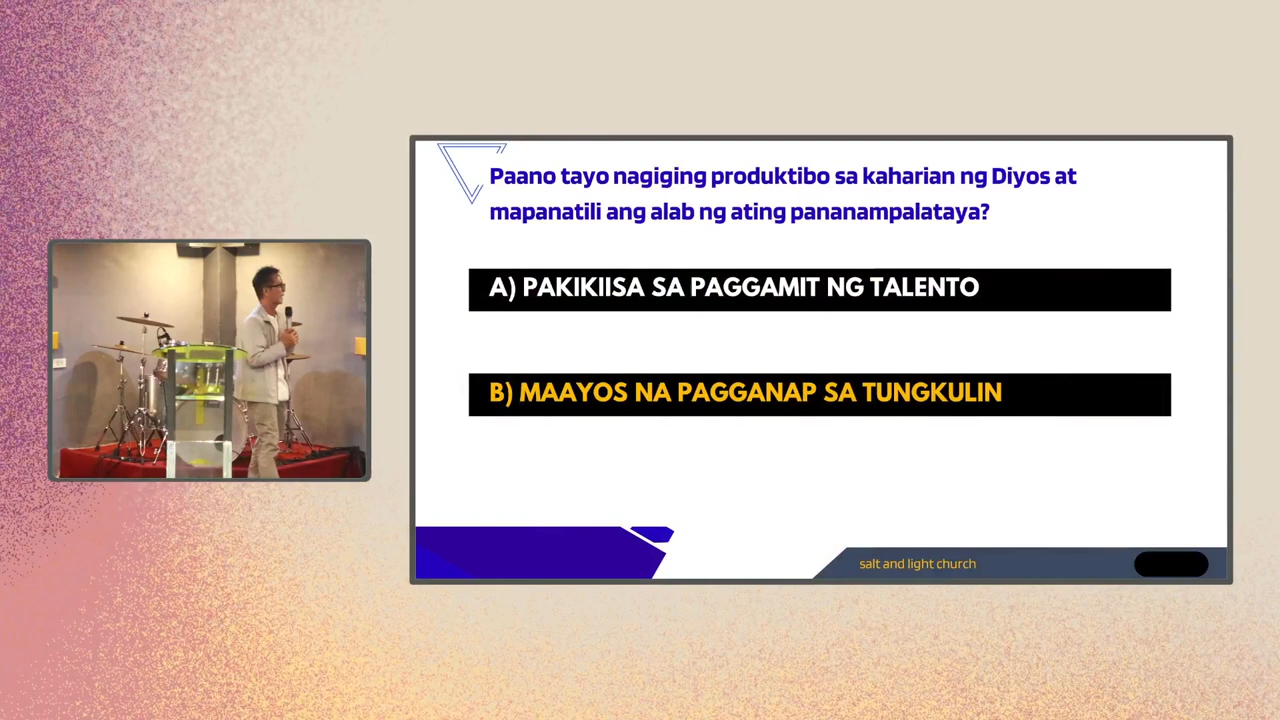 Paano tayo nagiging produktibo sa kaharian ng Diyos at
mapanatili ang alab ng ating pananampalataya?
A) PAKIKIISA SA PAGGAMIT NG TALENTO
B) MAAYOS NA PAGGANAP SA TUNGKULIN
salt and light church